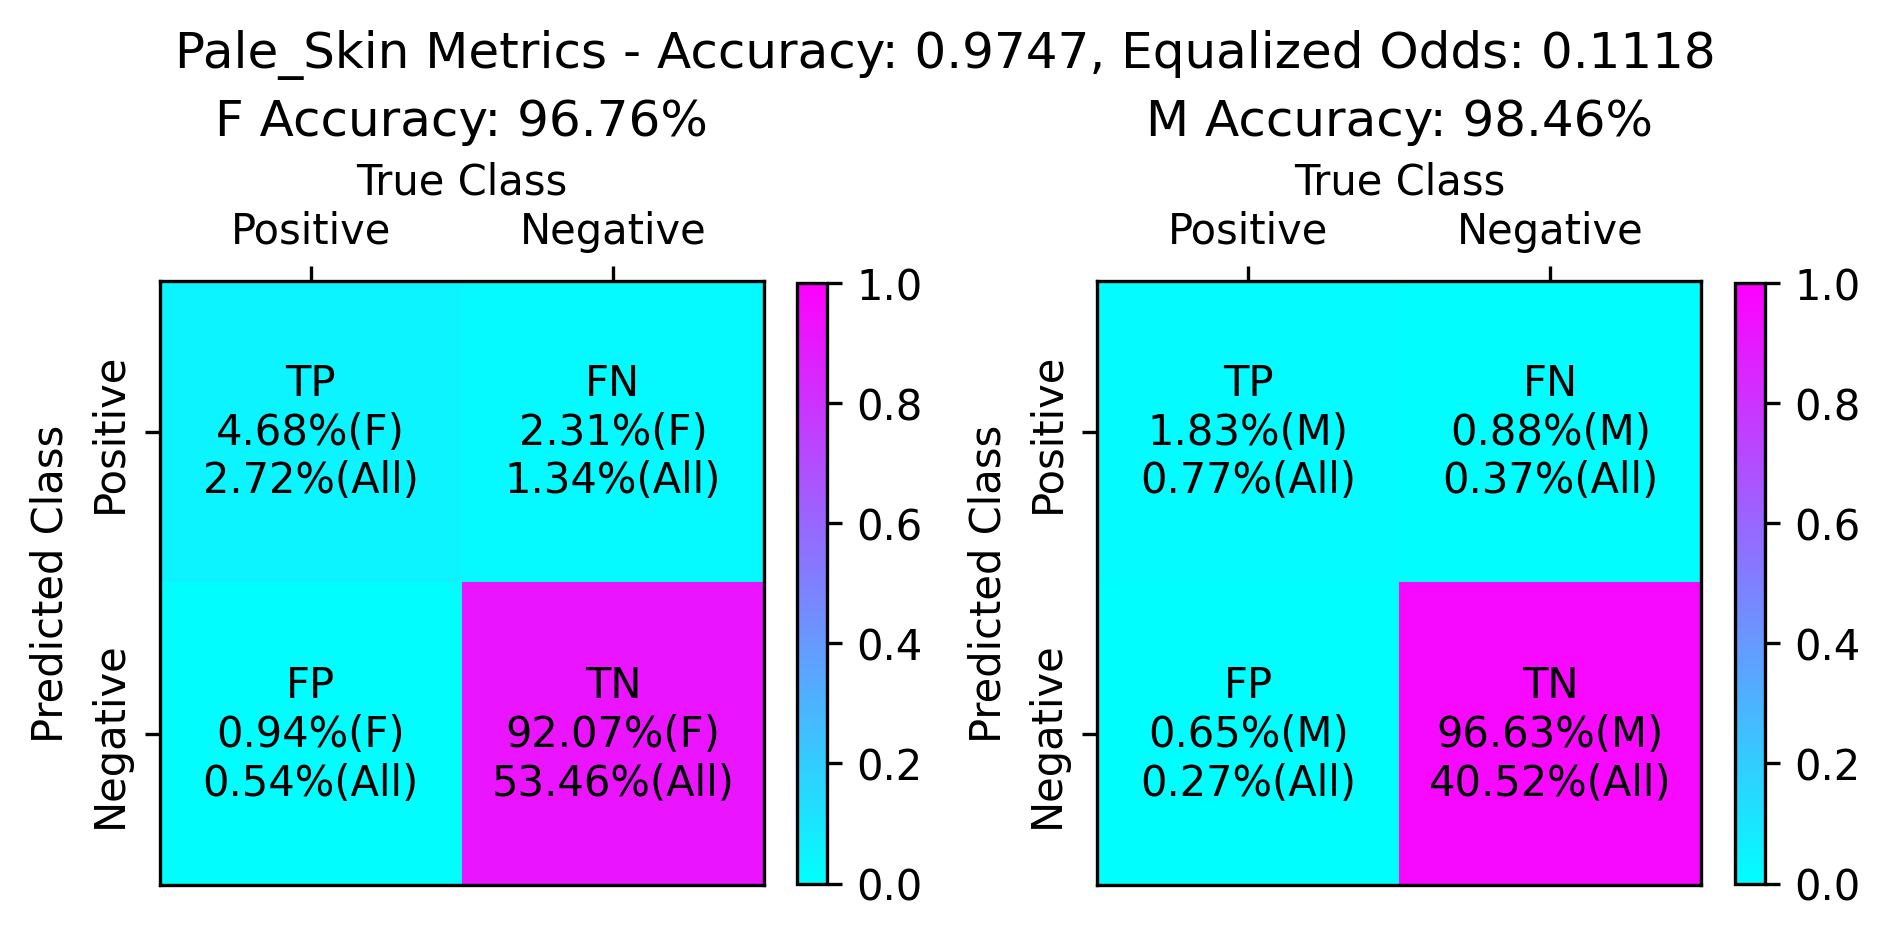 Pale_Skin Metrics - Accuracy: 0.9747, Equalized Odds: 0.1118
F Accuracy: 96.76%
True Class
Positive Negative
Predicted Class
Positive
Negative
TP
4.68%(F)
2.72%(All)
FN
2.31%(F)
1.34%(All)
FP
0.94%(F)
0.54%(All)
TN
92.07%(F)
53.46%(All)
1.0
0.8
0.6
0.4
0.2
0.0
M Accuracy: 98.46%
True Class
Positive Negative
Predicted Class
Positive
Negative
TP
1.83%(M)
0.77%(All)
FN
0.88%(M)
0.37%(All)
FP
0.65%(M)
0.27%(All)
TN
96.63%(M)
40.52%(All)
1.0
0.8
0.6
0.4
0.2
0.0